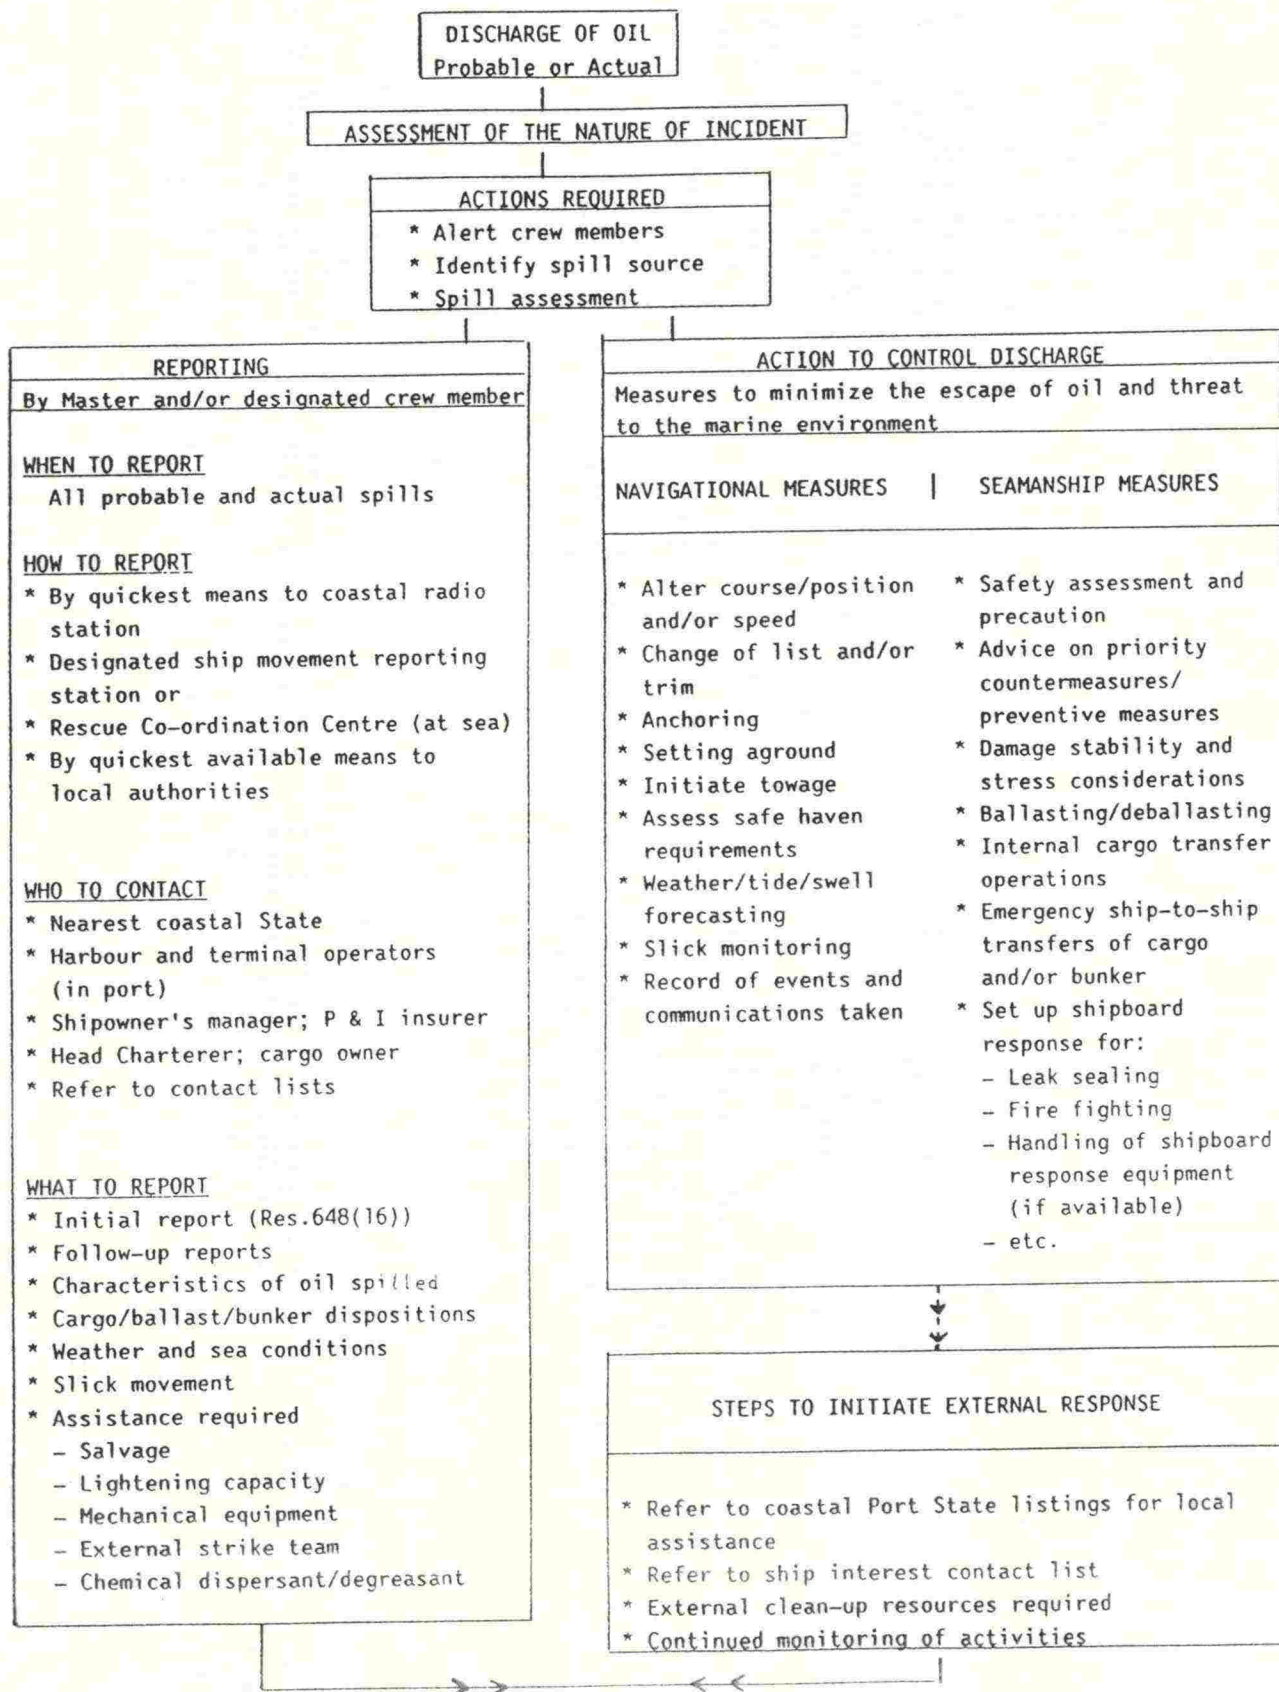 DISCHARGE OF OIL
Probable or Actual
ASSESSMENT OF THE NATURE OF INCIDENT
ACTIONS REQUIRED
* Alert crew members
* Identify spill source
* Spill assessment
REPORTING
By Master and/or designated crew member
WHEN TO REPORT
All probable and actual spills
HOW TO REPORT
* By quickest means to coastal radio
station
* Designated ship movement reporting
station or
* Rescue Co-ordination Centre (at sea)
* By quickest available means to
local authorities
WHO TO CONTACT
* Nearest coastal State
* Harbour and terminal operators
(in port)
* Shipowner's manager; P & I insurer
* Head Charterer; cargo owner
* Refer to contact lists
WHAT TO REPORT
* Initial report (Res.648(16))
* Follow-up reports
* Characteristics of oil spilled
* Cargo/ballast/bunker dispositions
* Weather and sea conditions
* Slick movement
* Assistance required
- Salvage
- Lightening capacity
- Mechanical equipment
- External strike team
- Chemical dispersant/degreasant
ACTION TO CONTROL DISCHARGE
Measures to minimize the escape of oil and threat
to the marine environment
NAVIGATIONAL MEASURES | SEAMANSHIP MEASURES
* Alter course/position
and/or speed
* Change of list and/or
trim
* Anchoring
* Setting aground
* Initiate towage
* Assess safe haven
requirements
* Weather/tide/swell
forecasting
* Slick monitoring
* Record of events and
communications taken
* Safety assessment and
precaution
* Advice on priority
countermeasures/
preventive measures
* Damage stability and
stress considerations
* Ballasting/deballasting
* Internal cargo transfer
operations
* Emergency ship-to-ship
transfers of cargo
and/or bunker
* Set up shipboard
response for:
- Leak sealing
- Fire fighting
- Handling of shipboard
response equipment
(if available)
- etc.
STEPS TO INITIATE EXTERNAL RESPONSE
* Refer to coastal Port State listings for local
assistance
* Refer to ship interest contact list
* External clean-up resources required
* Continued monitoring of activities